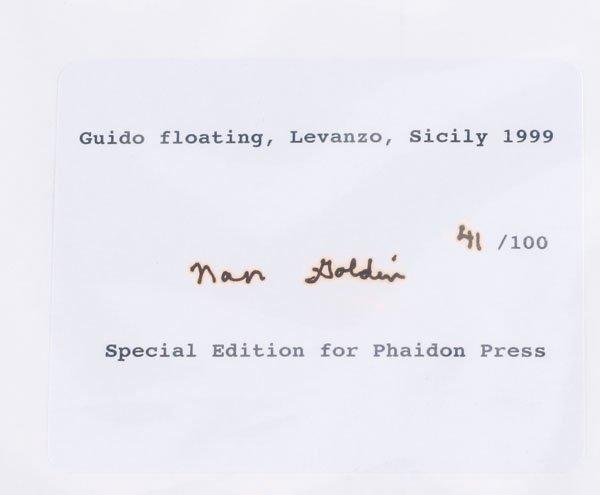 Guido floating, Levanzo, Sicily 1999
41 /100
Nan Goldin
Special Edition for Phaidon Press